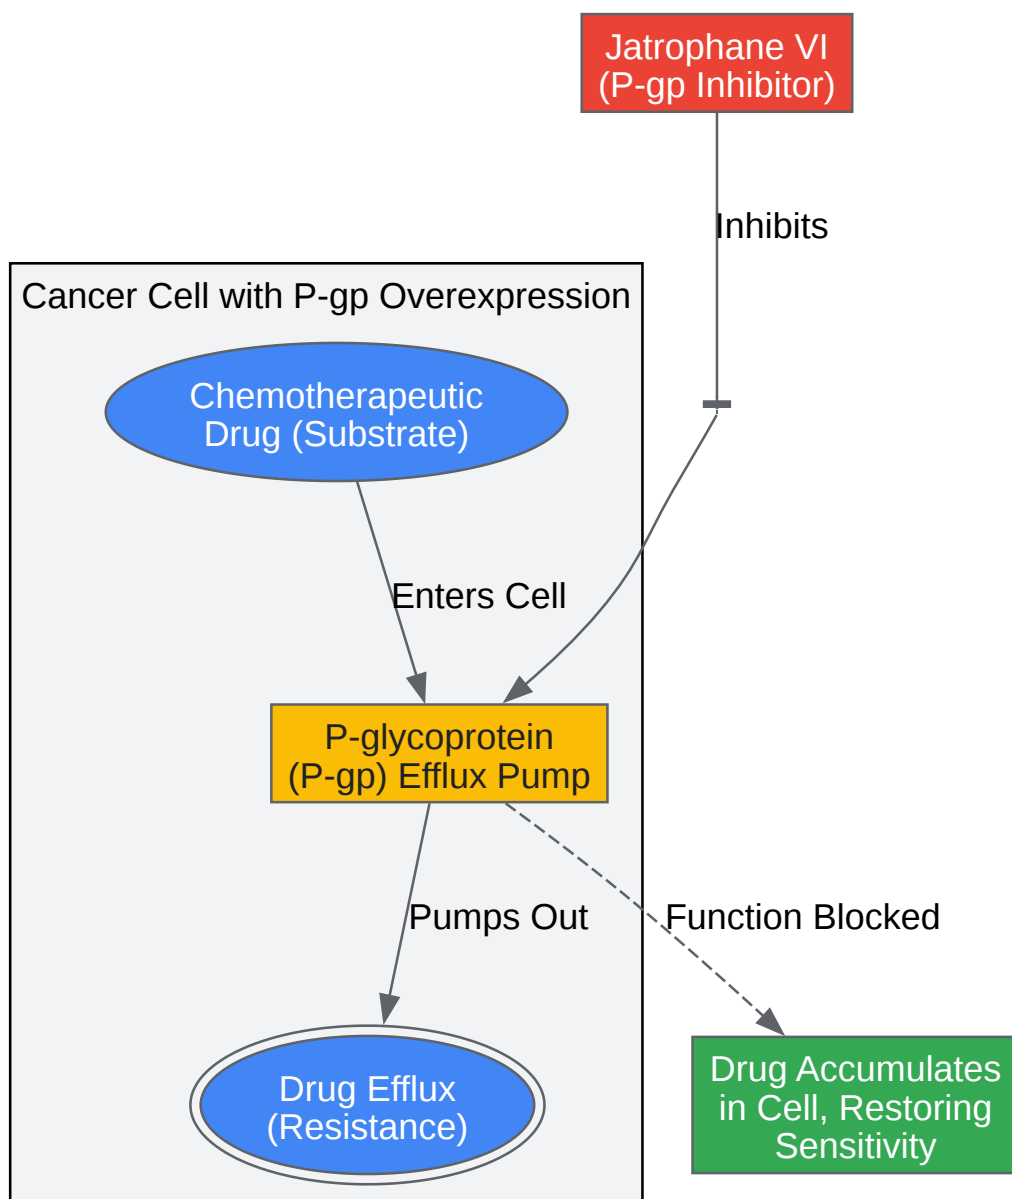 Jatrophane VI
(P-gp Inhibitor)
Inhibits
Cancer Cell with P-gp Overexpression
Chemotherapeutic
Drug (Substrate)
Enters Cell
P-glycoprotein
(P-gp) Efflux Pump
Pumps Out
Function Blocked
Drug Efflux
(Resistance)
Drug Accumulates
in Cell, Restoring
Sensitivity